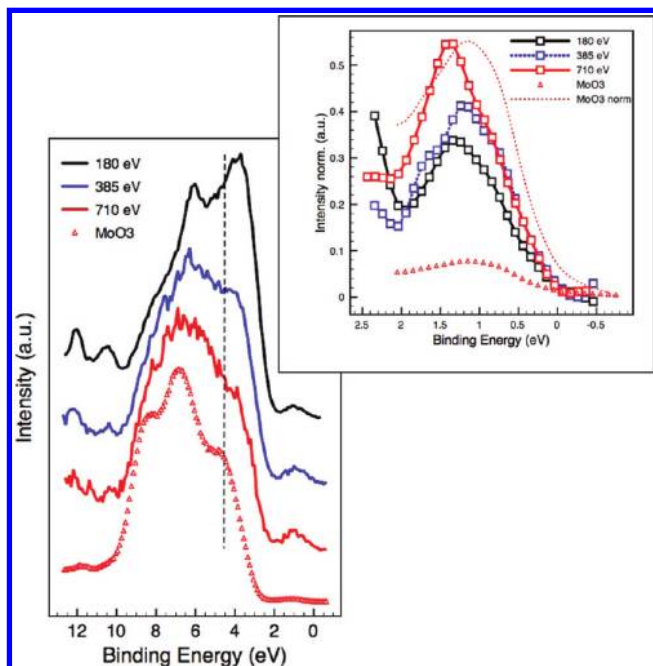 180 eV
385 eV
710 eV
MoO3
MoO3 norm
0.5
0.4
0.3
0.2
0.1
0
Intensity norm. (a.u.)
2.5 2 1.5 1 0.5 0 -0.5
Binding Energy (eV)
180 eV
385 eV
710 eV
MoO3
Intensity (a.u.)
12 10 8 6 4 2 0
Binding Energy (eV)